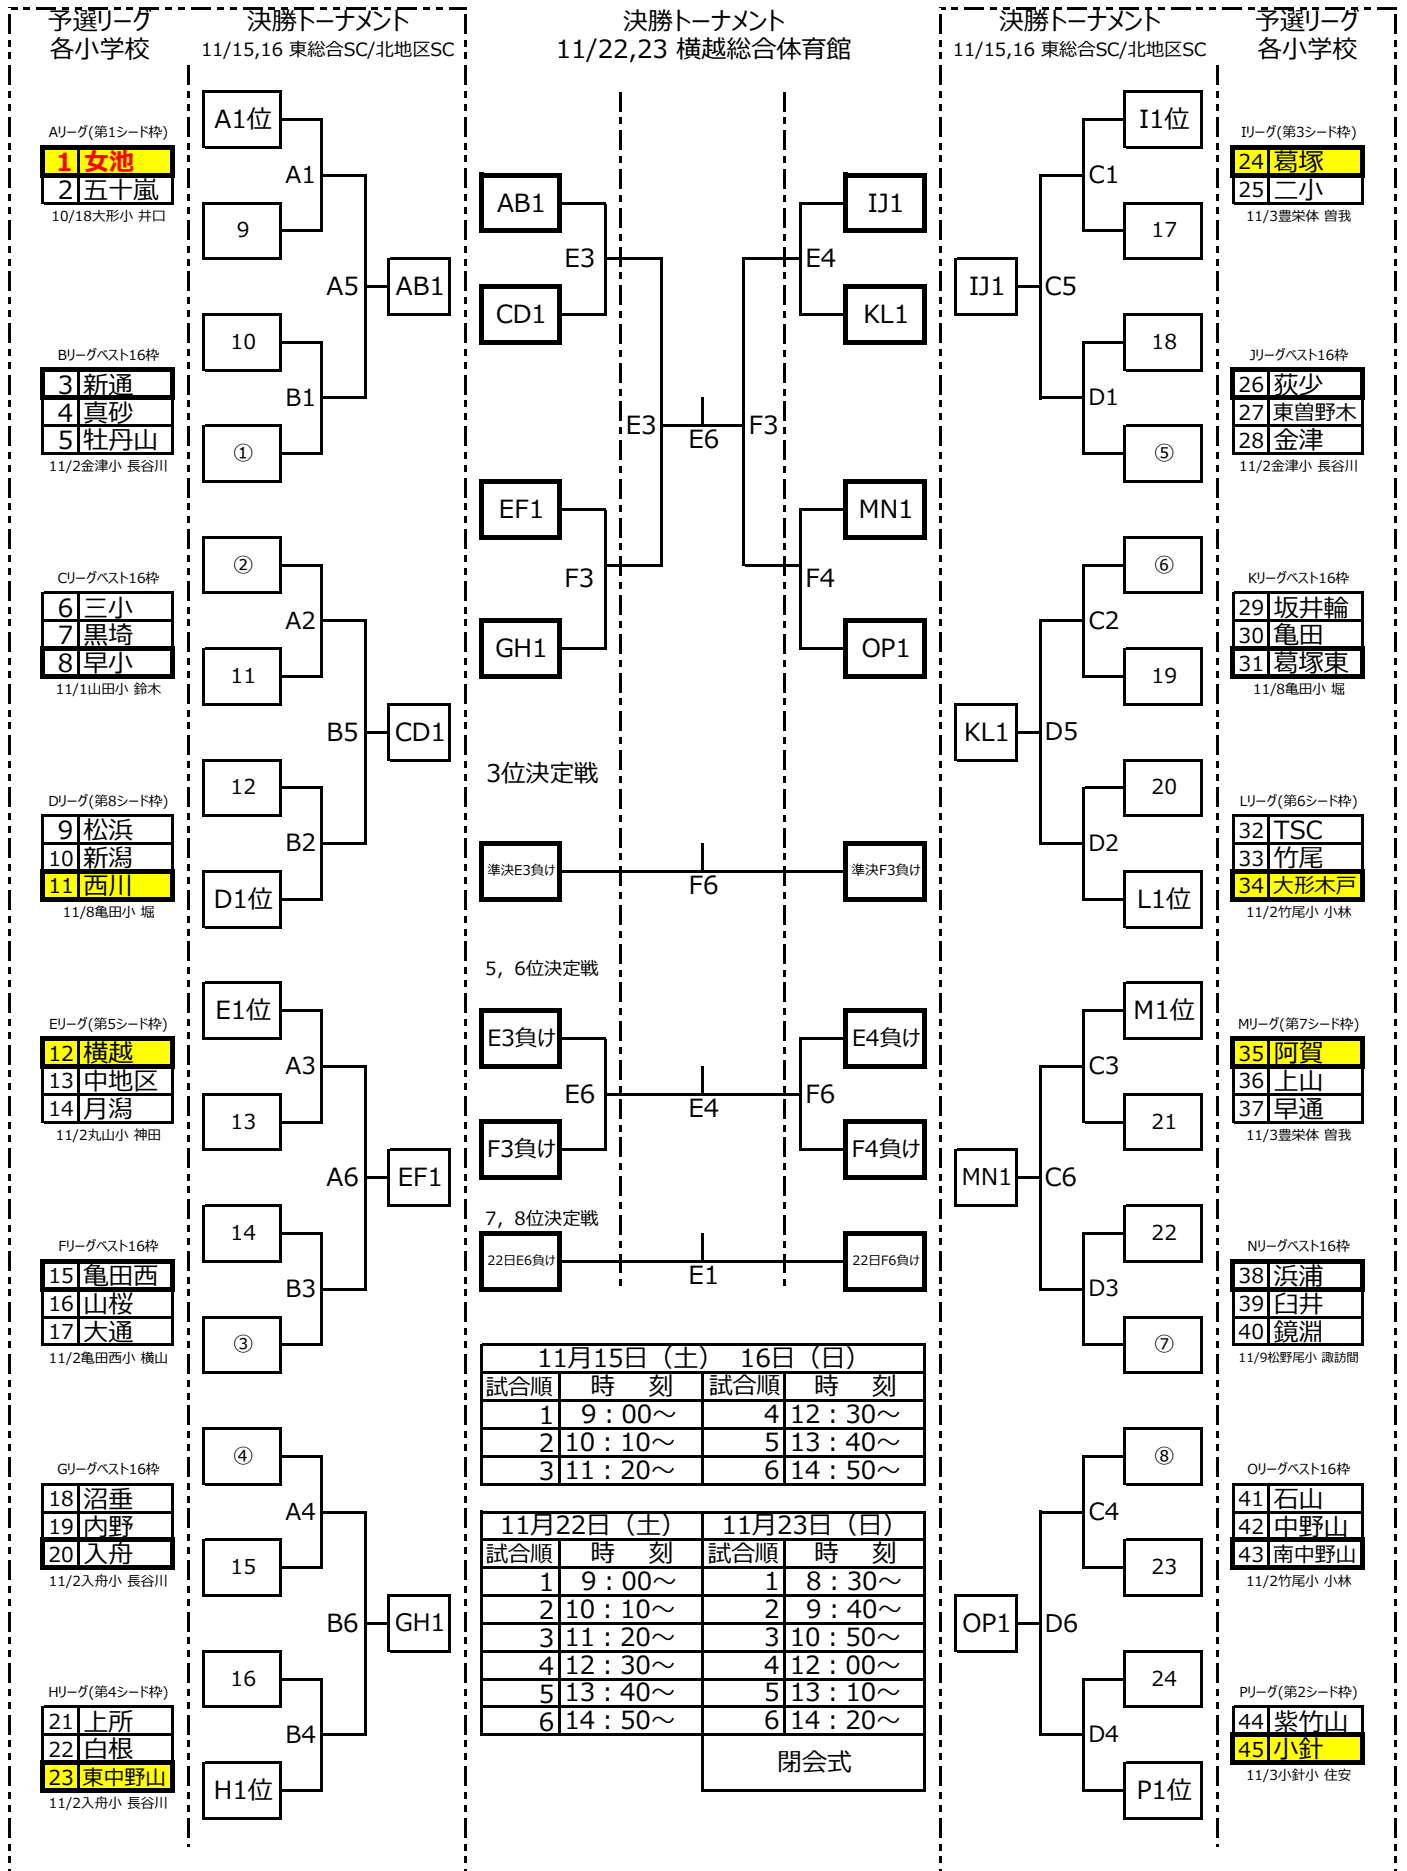 予選リーグ
各小学校
決勝トーナメント
11/15,16 東総合SC/北地区SC
決勝トーナメント
11/22,23 横越総合体育館
決勝トーナメント
11/15,16 東総合SC/北地区SC
予選リーグ
各小学校
Aリーグ(第1シード枠)
1 女池
2 五十嵐
10/18大形小 井口
Bリーグベスト16枠
3 新通
4 真砂
5 牡丹山
11/2金津小 長谷川
Cリーグベスト16枠
6 三小
7 黒埼
8 早小
11/1山田小 鈴木
Dリーグ(第8シード枠)
9 松浜
10 新潟
11 西川
11/8亀田小 堀
Eリーグ(第5シード枠)
12 横越
13 中地区
14 月潟
11/2丸山小 神田
Fリーグベスト16枠
15 亀田西
16 山桜
17 大通
11/2亀田西小 横山
Gリーグベスト16枠
18 沼垂
19 内野
20 入舟
11/2入舟小 長谷川
Hリーグ(第4シード枠)
21 上所
22 白根
23 東中野山
11/2入舟小 長谷川
A1位
A1
9
A5
AB1
10
B1
①
②
A2
11
B5
CD1
12
B2
D1位
E1位
A3
13
A6
EF1
14
B3
③
④
A4
15
B6
GH1
16
B4
H1位
AB1
E3
CD1
E3
EF1
F3
GH1
E6
IJ1
E4
KL1
F3
MN1
F4
OP1
3位決定戦
準決E3負け
F6
準決F3負け
5，6位決定戦
E3負け
E6
F3負け
E4
E4負け
F6
F4負け
7，8位決定戦
22日E6負け
E1
22日F6負け
11月15日（土） 16日（日）
試合順 時 刻 試合順 時 刻
1 9：00～ 4 12：30～
2 10：10～ 5 13：40～
3 11：20～ 6 14：50～
11月22日（土） 11月23日（日）
試合順 時 刻 試合順 時 刻
1 9：00～ 1 8：30～
2 10：10～ 2 9：40～
3 11：20～ 3 10：50～
4 12：30～ 4 12：00～
5 13：40～ 5 13：10～
6 14：50～ 6 14：20～
閉会式
I1位
C1
17
IJ1
C5
18
D1
⑤
⑥
C2
19
KL1
D5
20
D2
L1位
M1位
C3
21
MN1
C6
22
D3
⑦
⑧
C4
23
OP1
D6
24
D4
P1位
Iリーグ(第3シード枠)
24 葛塚
25 二小
11/3豊栄体 曽我
Jリーグベスト16枠
26 荻少
27 東曽野木
28 金津
11/2金津小 長谷川
Kリーグベスト16枠
29 坂井輪
30 亀田
31 葛塚東
11/8亀田小 堀
Lリーグ(第6シード枠)
32 TSC
33 竹尾
34 大形木戸
11/2竹尾小 小林
Mリーグ(第7シード枠)
35 阿賀
36 上山
37 早通
11/3豊栄体 曽我
Nリーグベスト16枠
38 浜浦
39 臼井
40 鏡淵
11/9松野尾小 諏訪間
Oリーグベスト16枠
41 石山
42 中野山
43 南中野山
11/2竹尾小 小林
Pリーグ(第2シード枠)
44 紫竹山
45 小針
11/3小針小 住安